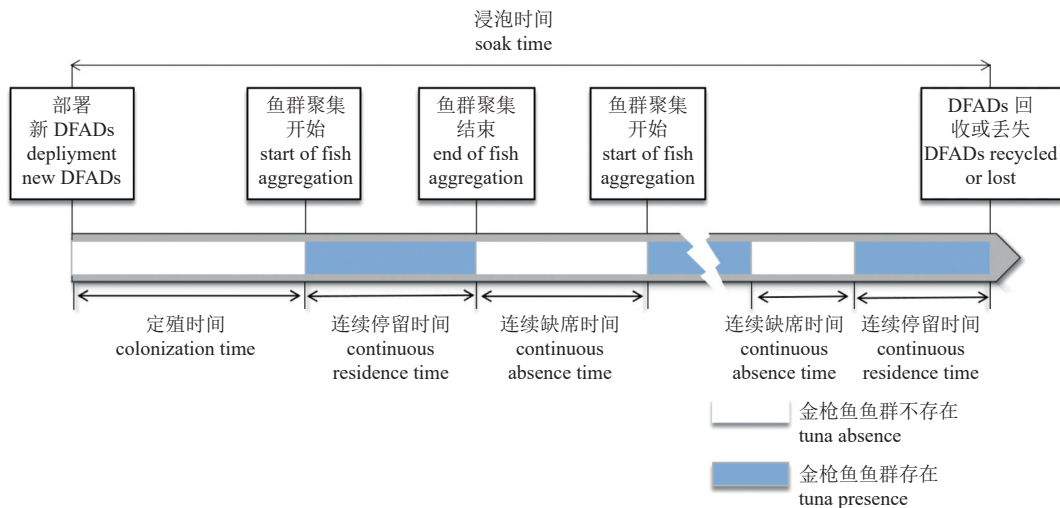 浸泡时间
soak time
部署
新 DFADs
depliyment
new DFADs
鱼群聚集
开始
start of fish
aggregation
鱼群聚集
结束
end of fish
aggregation
鱼群聚集
开始
start of fish
aggregation
DFADs 回
收或丢失
DFADs recycled
or lost
定殖时间
colonization time
连续停留时间
continuous
residence time
连续缺席时间
continuous
absence time
连续缺席时间
continuous
absence time
连续停留时间
continuous
residence time
金枪鱼鱼群不存在
tuna absence
金枪鱼鱼群存在
tuna presence